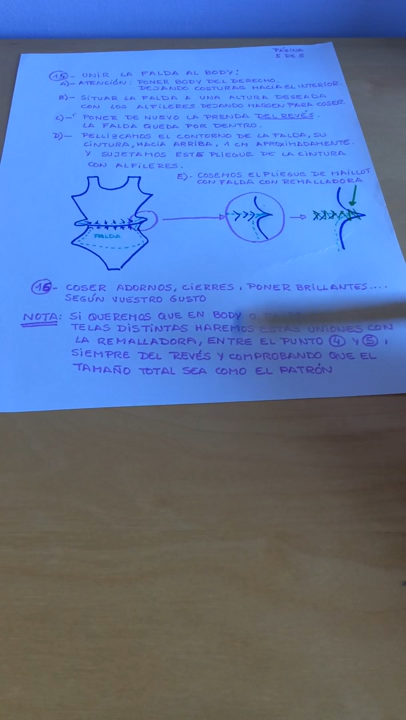 PÁGINA
5 DE 5
15 - UNIR LA FALDA AL BODY:
A)- ATENCIÓN: PONER BODY DEL DERECHO,
DEJANDO COSTURAS HACIA EL INTERIOR.
B)- SITUAR LA FALDA A UNA ALTURA DESEADA
CON LOS ALFILERES DEJANDO MARGEN PARA COSER
C)- PONER DE NUEVO LA PRENDA DEL REVÉS.
LA FALDA QUEDA POR DENTRO.
D)- PELLIZCAMOS EL CONTORNO DE LA FALDA, SU
CINTURA, HACIA ARRIBA, 1 CM APROXIMADAMENTE.
Y SUJETAMOS ESTE PLIEGUE DE LA CINTURA
CON ALFILERES.
E)- COSEMOS EL PLIEGUE DE MAILLOT
CON FALDA CON REMALLADORA
FALDA
16 - COSER ADORNOS, CIERRES, PONER BRILLANTES....
SEGÚN VUESTRO GUSTO
NOTA: SI QUEREMOS QUE EN BODY
TELAS DISTINTAS HAREMOS ESTAS UNIONES CON
LA REMALLADORA, ENTRE EL PUNTO 4 Y 5,
SIEMPRE DEL REVÉS Y COMPROBANDO QUE EL
TAMAÑO TOTAL SEA COMO EL PATRÓN